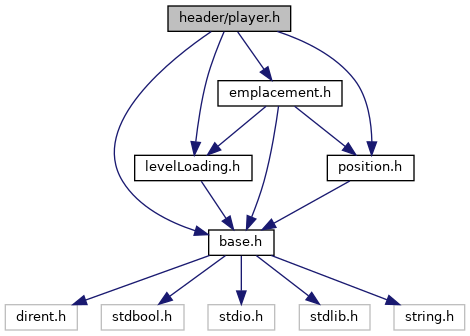 header/player.h
emplacement.h
levelLoading.h
position.h
base.h
dirent.h
stdbool.h
stdio.h
stdlib.h
string.h